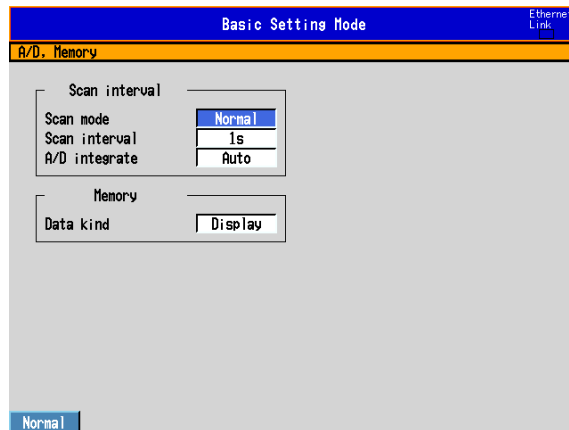 Basic Setting Mode
Etherne
Link
A/D, Memory
Scan interval
Scan mode Normal
Scan interval 1s
A/D integrate Auto
Memory
Data kind Display
Normal